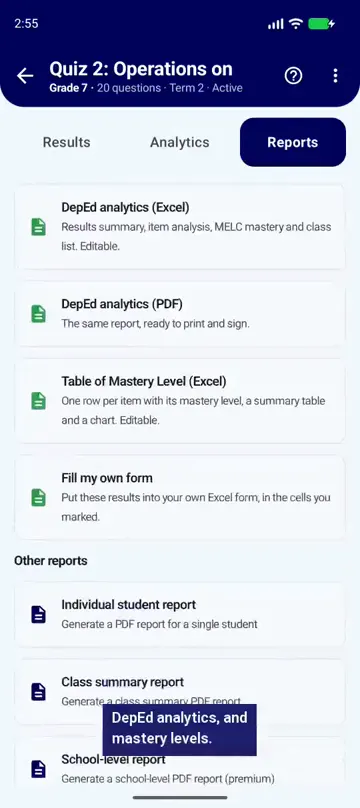 2:55
Quiz 2: Operations on
Grade 7 · 20 questions · Term 2 · Active
Results
Analytics
Reports
DepEd analytics (Excel)
Results summary, item analysis, MELC mastery and class
list. Editable.
DepEd analytics (PDF)
The same report, ready to print and sign.
Table of Mastery Level (Excel)
One row per item with its mastery level, a summary table
and a chart. Editable.
Fill my own form
Put these results into your own Excel form, in the cells you
marked.
Other reports
Individual student report
Generate a PDF report for a single student
Class summary report
Generate a class summary PDF report
DepEd analytics, and
mastery levels.
School-level report
Generate a school-level PDF report (premium)